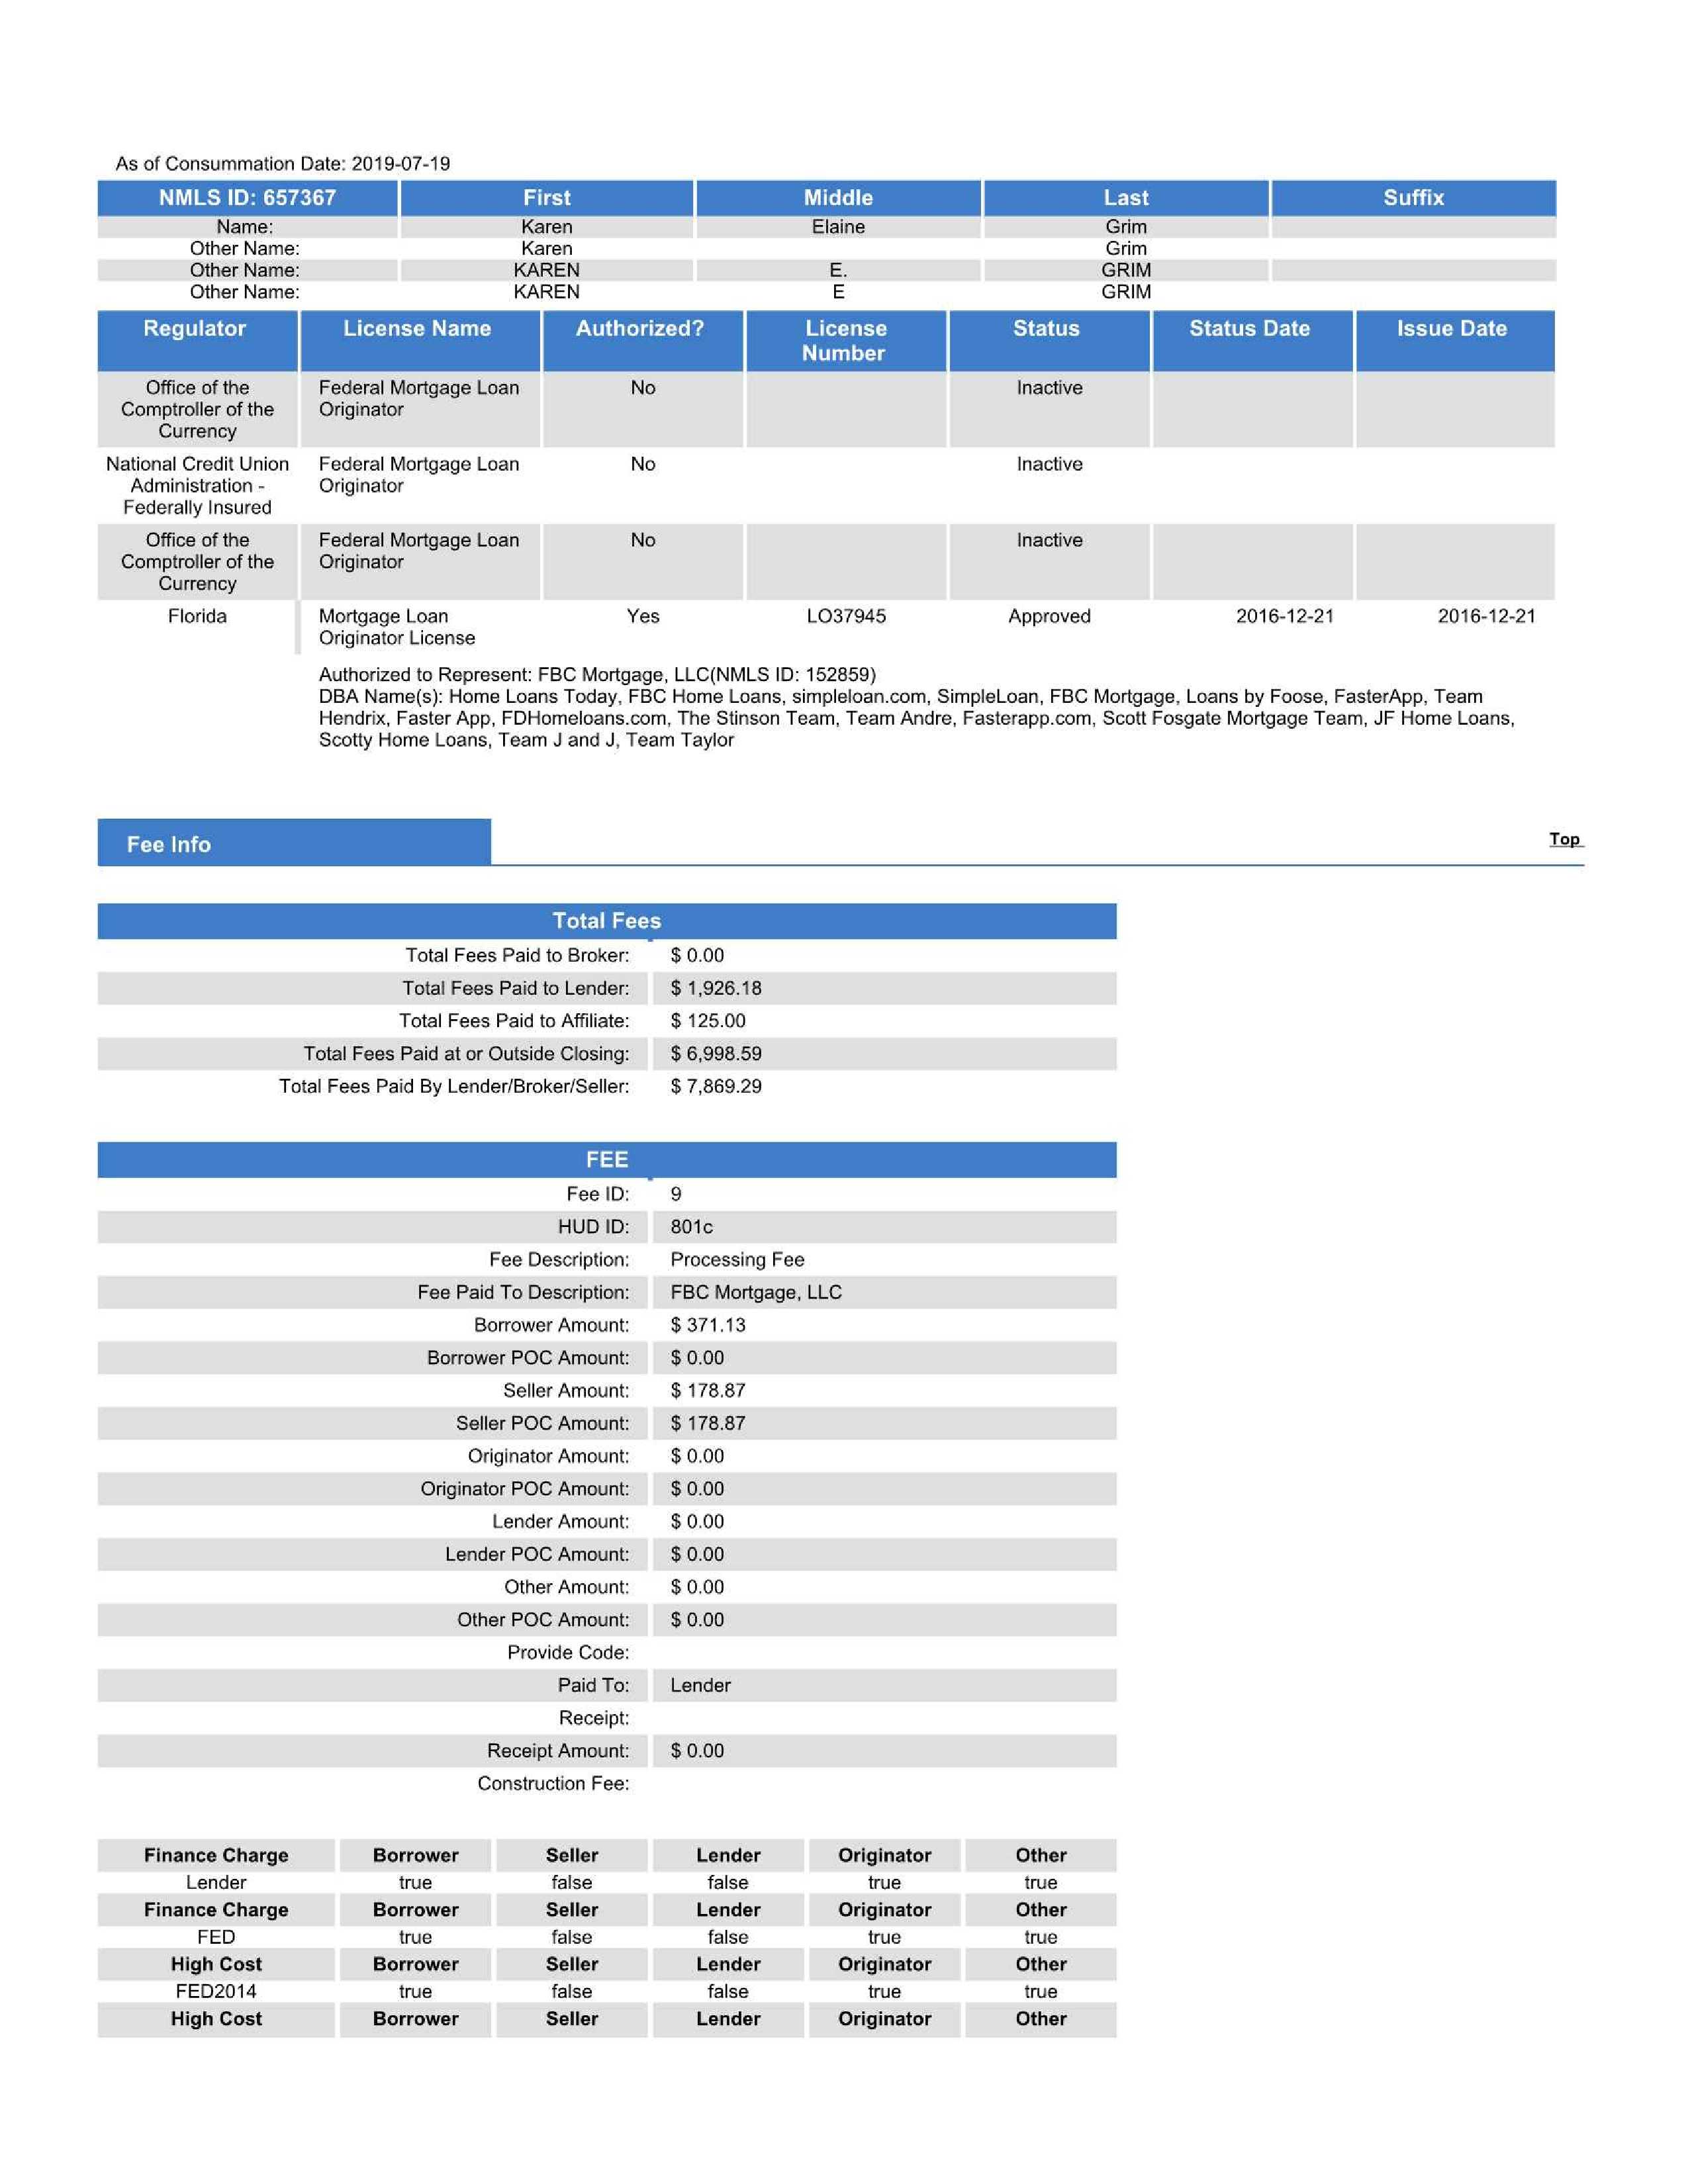 As of Consummation Date: 2019-07-19
NMLS ID: 657367 First Middle Last Suffix
Name: Karen Elaine Grim
Other Name: Karen Grim
Other Name: KAREN E. GRIM
Other Name: KAREN E GRIM
Regulator License Name Authorized? License Status Status Date Issue Date
Number
Office of the Federal Mortgage Loan No Inactive
Comptroller of the Originator
Currency
National Credit Union Federal Mortgage Loan No Inactive
Administration - Originator
Federally Insured
Office of the Federal Mortgage Loan No Inactive
Comptroller of the Originator
Currency
Florida Mortgage Loan Yes LO37945 Approved 2016-12-21 2016-12-21
Originator License
Authorized to Represent: FBC Mortgage, LLC(NMLS ID: 152859)
DBA Name(s): Home Loans Today, FBC Home Loans, simpleloan.com, SimpleLoan, FBC Mortgage, Loans by Foose, FasterApp, Team
Hendrix, Faster App, FDHomeloans.com, The Stinson Team, Team Andre, Fasterapp.com, Scott Fosgate Mortgage Team, JF Home Loans,
Scotty Home Loans, Team J and J, Team Taylor
Fee Info Top
Total Fees
Total Fees Paid to Broker: $ 0.00
Total Fees Paid to Lender: $ 1,926.18
Total Fees Paid to Affiliate: $ 125.00
Total Fees Paid at or Outside Closing: $ 6,998.59
Total Fees Paid By Lender/Broker/Seller: $ 7,869.29
FEE
Fee ID: 9
HUD ID: 801c
Fee Description: Processing Fee
Fee Paid To Description: FBC Mortgage, LLC
Borrower Amount: $ 371.13
Borrower POC Amount: $ 0.00
Seller Amount: $ 178.87
Seller POC Amount: $ 178.87
Originator Amount: $ 0.00
Originator POC Amount: $ 0.00
Lender Amount: $ 0.00
Lender POC Amount: $ 0.00
Other Amount: $ 0.00
Other POC Amount: $ 0.00
Provide Code:
Paid To: Lender
Receipt:
Receipt Amount: $ 0.00
Construction Fee:
Finance Charge Borrower Seller Lender Originator Other
Lender true false false true true
Finance Charge Borrower Seller Lender Originator Other
FED true false false true true
High Cost Borrower Seller Lender Originator Other
FED2014 true false false true true
High Cost Borrower Seller Lender Originator Other